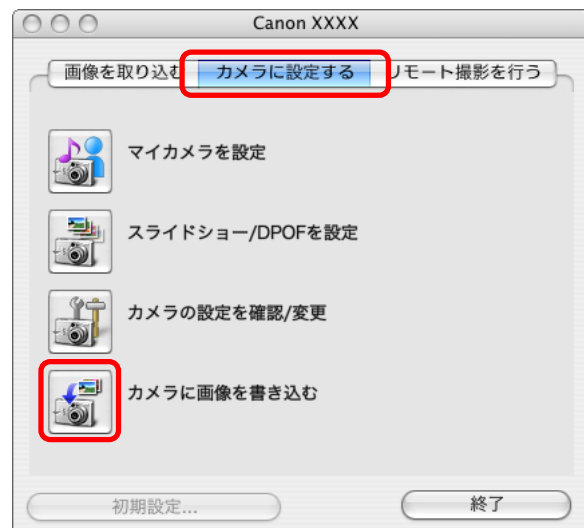 Canon XXXX
画像を取り込む カメラに設定する リモート撮影を行う
マイカメラを設定
スライドショー/DPOFを設定
カメラの設定を確認/変更
カメラに画像を書き込む
初期設定... 終了